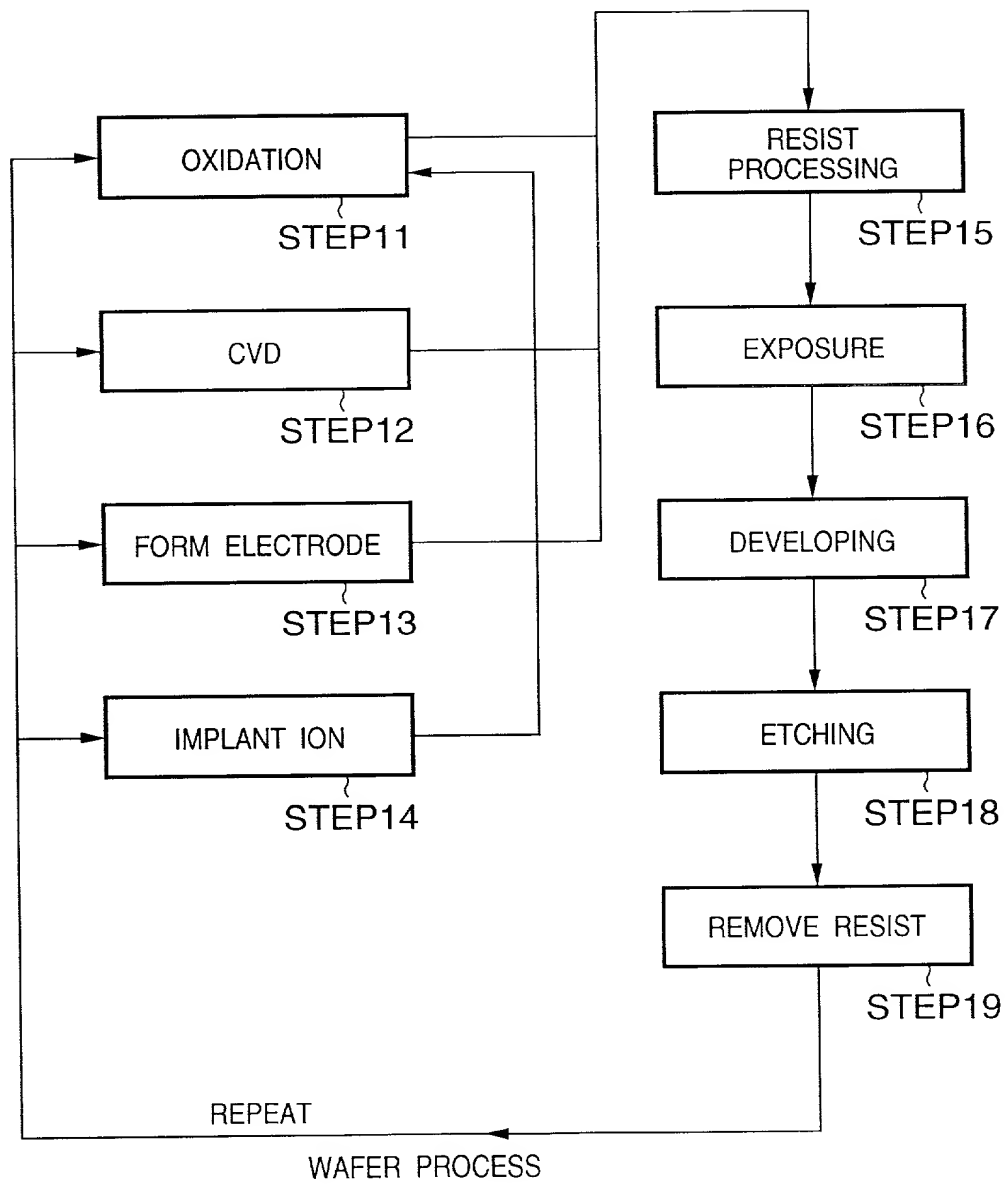 OXIDATION
STEP11
CVD
STEP12
FORM ELECTRODE
STEP13
IMPLANT ION
STEP14
RESIST
PROCESSING
STEP15
EXPOSURE
STEP16
DEVELOPING
STEP17
ETCHING
STEP18
REMOVE RESIST
STEP19
REPEAT
WAFER PROCESS